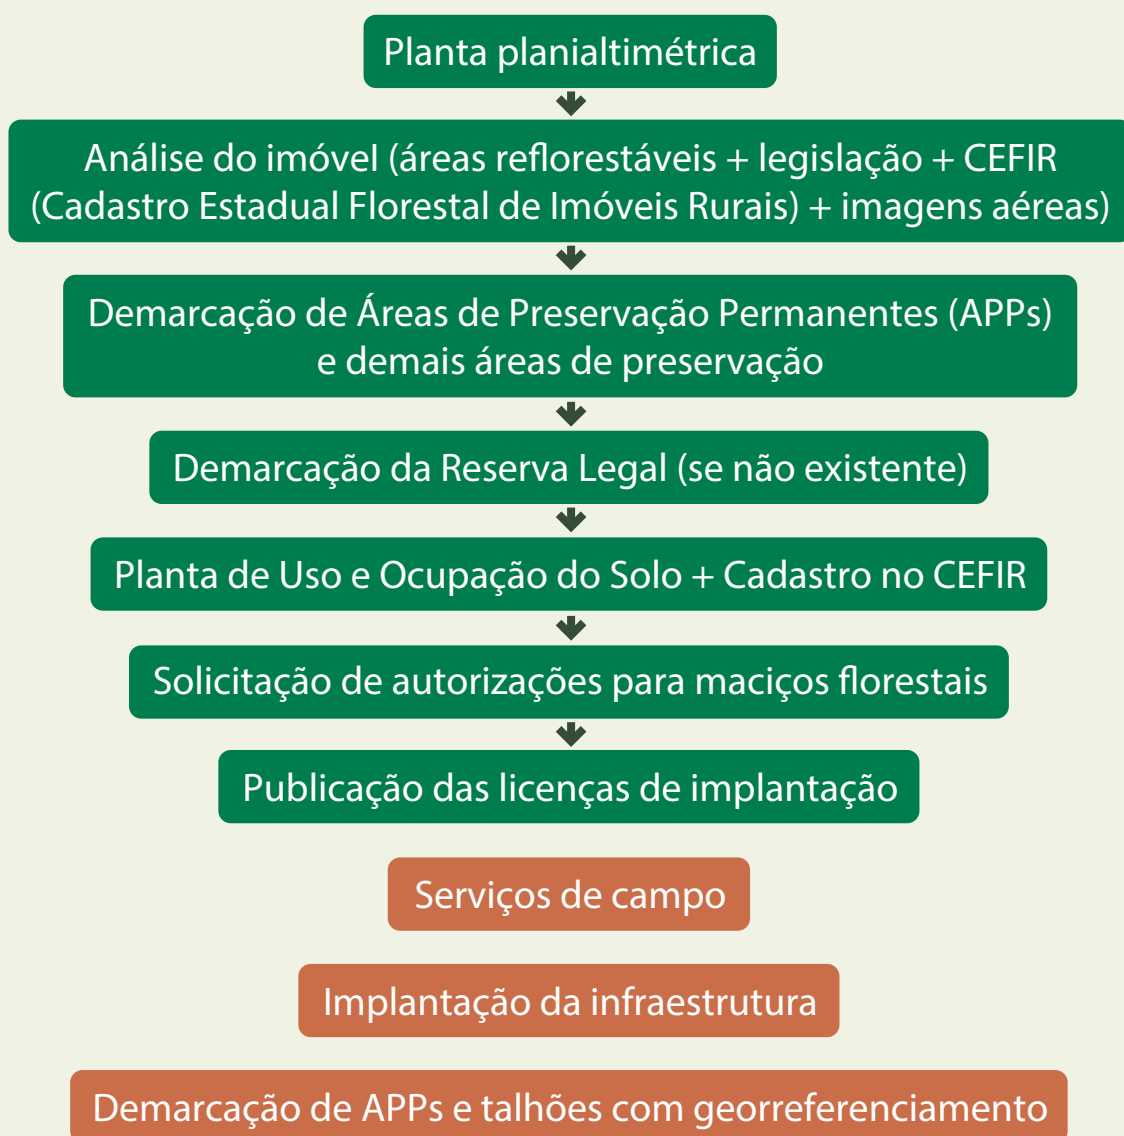 Planta planialtimétrica
Análise do imóvel (áreas reflorestáveis + legislação + CEFIR
(Cadastro Estadual Florestal de Imóveis Rurais) + imagens aéreas)
Demarcação de Áreas de Preservação Permanentes (APPs)
e demais áreas de preservação
Demarcação da Reserva Legal (se não existente)
Planta de Uso e Ocupação do Solo + Cadastro no CEFIR
Solicitação de autorizações para maciços florestais
Publicação das licenças de implantação
Serviços de campo
Implantação da infraestrutura
Demarcação de APPs e talhões com georreferenciamento